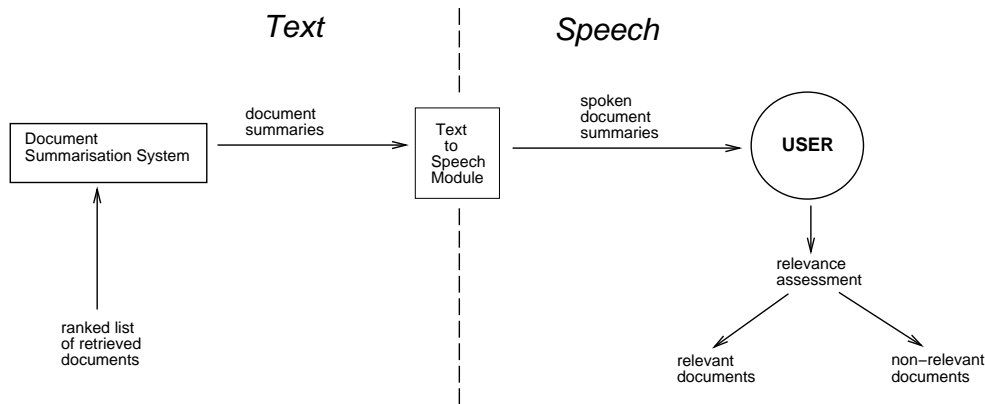 Text
Speech
document
summaries
spoken
document
summaries
Document
Summarisation System
Text
to
Speech
Module
USER
relevance
assessment
ranked list
of retrieved
documents
relevant
documents
non−relevant
documents